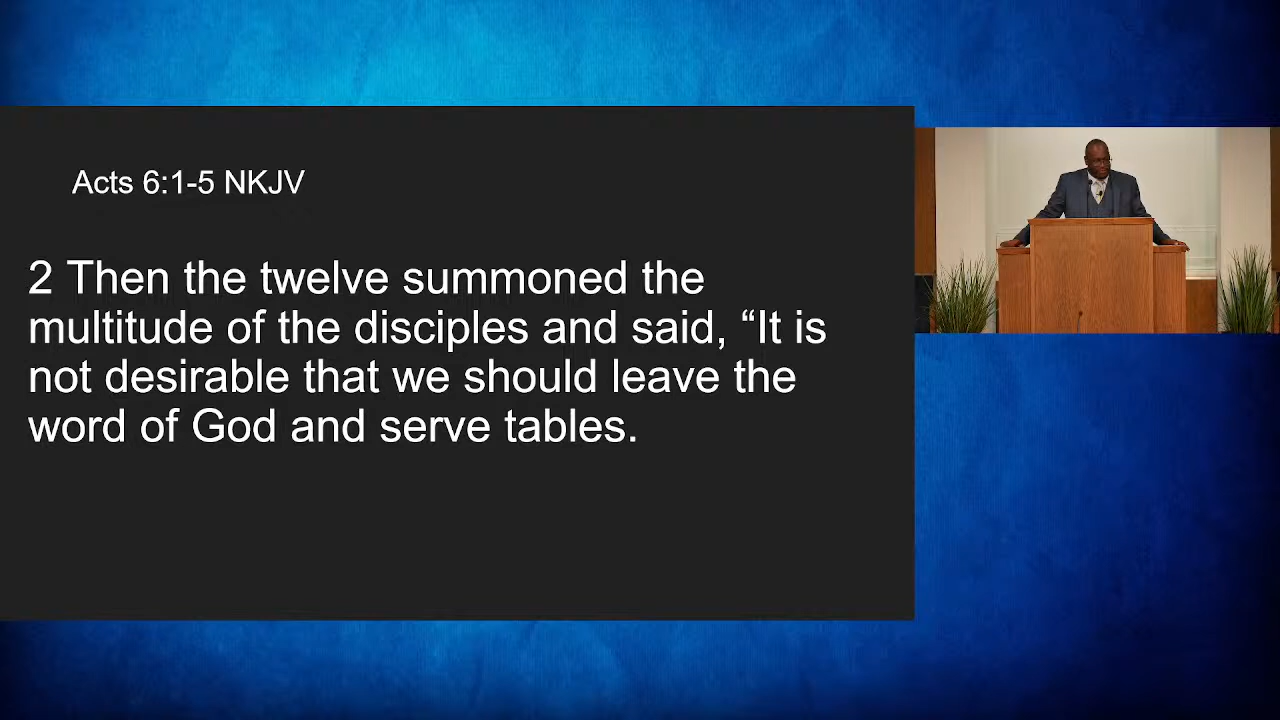 Acts 6:1-5 NKJV
2 Then the twelve summoned the
multitude of the disciples and said, “It is
not desirable that we should leave the
word of God and serve tables.